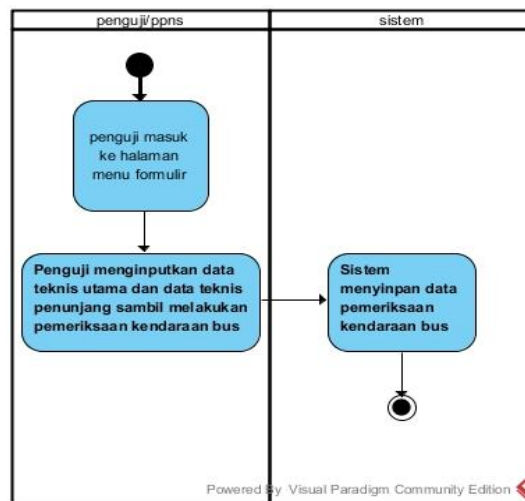 penguji/ppns
sistem
penguji masuk
ke halaman
menu formulir
Penguji menginputkan data
teknis utama dan data teknis
penunjang sambil melakukan
pemeriksaan kendaraan bus
Sistem
menyinpan data
pemeriksaan
kendaraan bus
Powered By Visual Paradigm Community Edition